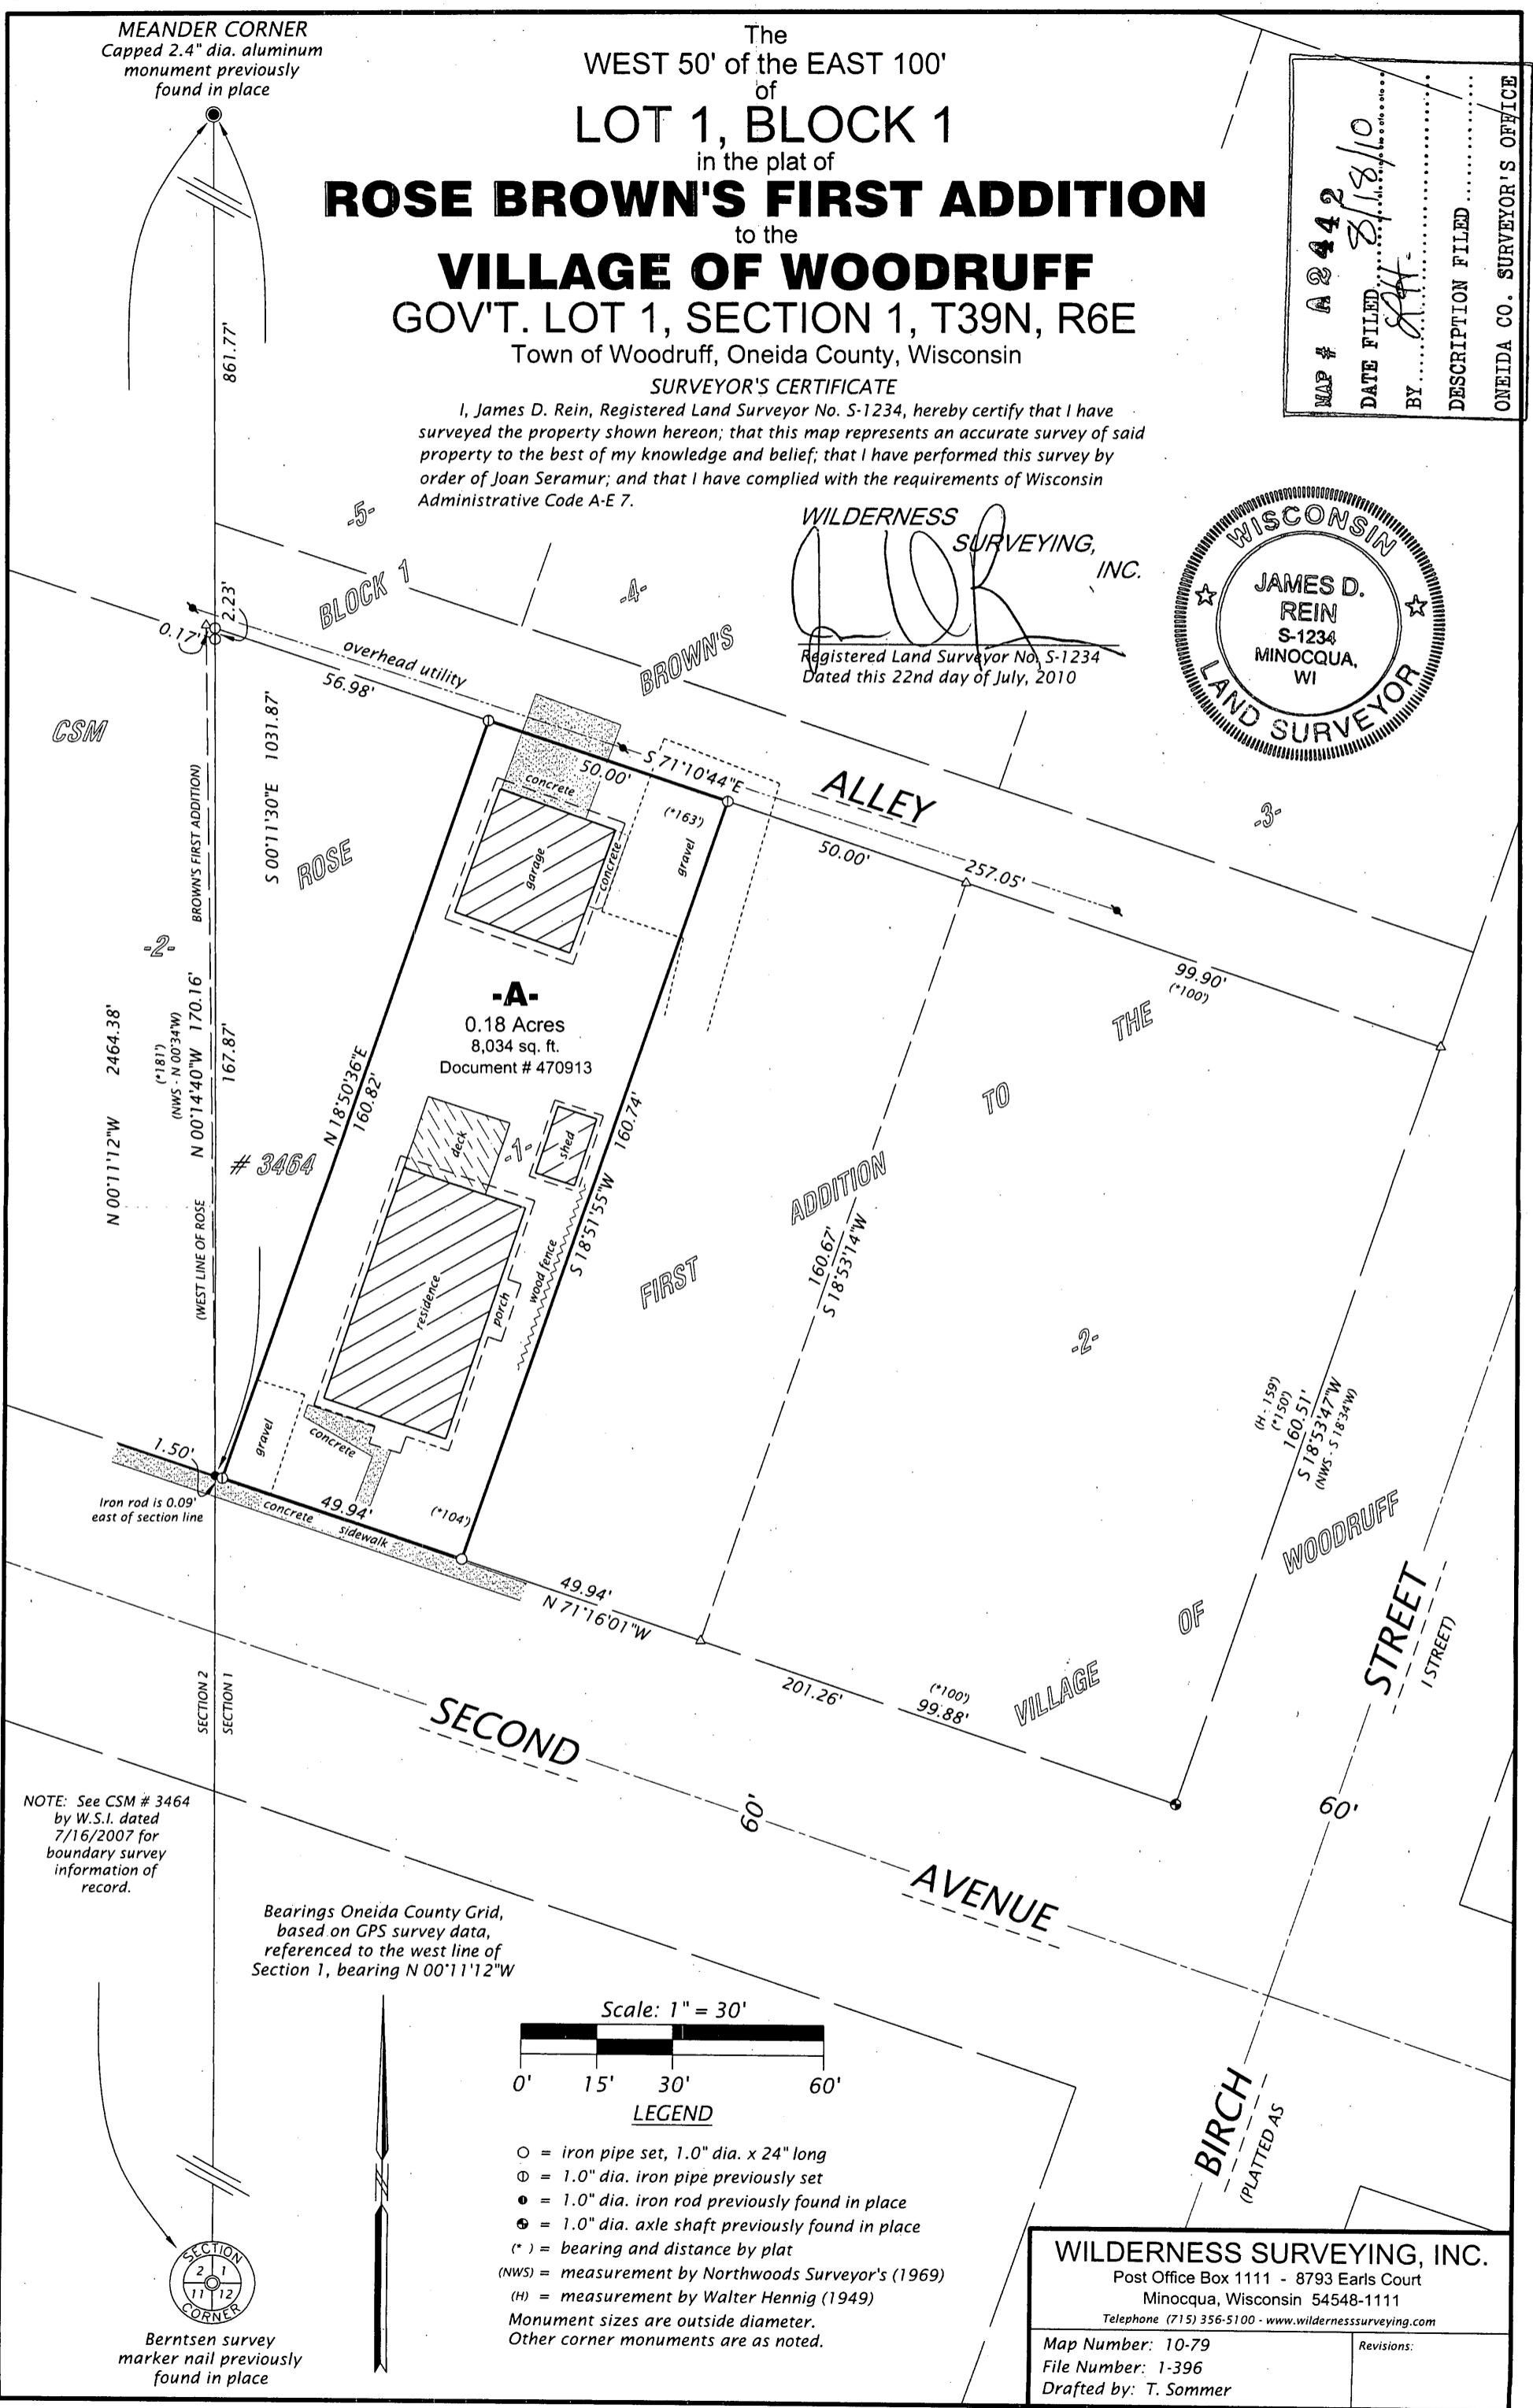 MEANDER CORNER
Capped 2.4" dia. aluminum
monument previously
found in place
The
WEST 50' of the EAST 100'
of
LOT 1, BLOCK 1
in the plat of
ROSE BROWN'S FIRST ADDITION
to the
VILLAGE OF WOODRUFF
GOV'T. LOT 1, SECTION 1, T39N, R6E
Town of Woodruff, Oneida County, Wisconsin
SURVEYOR'S CERTIFICATE
I, James D. Rein, Registered Land Surveyor No. S-1234, hereby certify that I have
surveyed the property shown hereon; that this map represents an accurate survey of said
property to the best of my knowledge and belief; that I have performed this survey by
order of Joan Seramur; and that I have complied with the requirements of Wisconsin
Administrative Code A-E 7.
MAP # A2442
DATE FILED 8/18/10
BY
DESCRIPTION FILED
ONEIDA CO. SURVEYOR'S OFFICE
WILDERNESS
SURVEYING,
INC.
Registered Land Surveyor No. S-1234
Dated this 22nd day of July, 2010
WISCONSIN
JAMES D.
REIN
S-1234
MINOCQUA,
WI
LAND SURVEYOR
861.77'
-5-
BLOCK 1
-4-
BROWN'S
2.23'
0.17'
overhead utility
56.98'
CSM
S 00°11'30"E 1031.87'
ROSE
-2-
(WEST LINE OF ROSE BROWN'S FIRST ADDITION)
N 00°11'12"W 2464.38'
(*181')
(NWS - N 00°34'W)
N 00°14'40"W 170.16'
167.87'
# 3464
50.00'
S 71°10'44"E
concrete
(*163')
garage
concrete
gravel
ALLEY
50.00'
257.05'
-3-
99.90'
(*100')
-A-
0.18 Acres
8,034 sq. ft.
Document # 470913
N 18°50'36"E
160.82'
deck
-1-
shed
160.74'
S 18°51'55"W
residence
porch
wood fence
THE
TO
ADDITION
FIRST
160.67'
S 18°53'14"W
-2-
(H - 159')
(*150')
160.51'
S 18°53'47"W
(NWS - S 18°34'W)
WOODRUFF
OF
VILLAGE
gravel
concrete
1.50'
Iron rod is 0.09'
east of section line
concrete sidewalk
49.94'
(*104')
49.94'
N 71°16'01"W
201.26'
(*100')
99.88'
SECTION 2
SECTION 1
SECOND
60'
AVENUE
BIRCH
STREET
60'
(PLATTED AS
I STREET)
NOTE: See CSM # 3464
by W.S.I. dated
7/16/2007 for
boundary survey
information of
record.
Bearings Oneida County Grid,
based on GPS survey data,
referenced to the west line of
Section 1, bearing N 00°11'12"W
N
Scale: 1" = 30'
0' 15' 30' 60'
LEGEND
= iron pipe set, 1.0" dia. x 24" long
= 1.0" dia. iron pipe previously set
= 1.0" dia. iron rod previously found in place
= 1.0" dia. axle shaft previously found in place
(* ) = bearing and distance by plat
(NWS) = measurement by Northwoods Surveyor's (1969)
(H) = measurement by Walter Hennig (1949)
Monument sizes are outside diameter.
Other corner monuments are as noted.
SECTION
2 1
11 12
CORNER
Berntsen survey
marker nail previously
found in place
WILDERNESS SURVEYING, INC.
Post Office Box 1111 - 8793 Earls Court
Minocqua, Wisconsin 54548-1111
Telephone (715) 356-5100 - www.wildernesssurveying.com
Map Number: 10-79
File Number: 1-396
Drafted by: T. Sommer
Revisions: